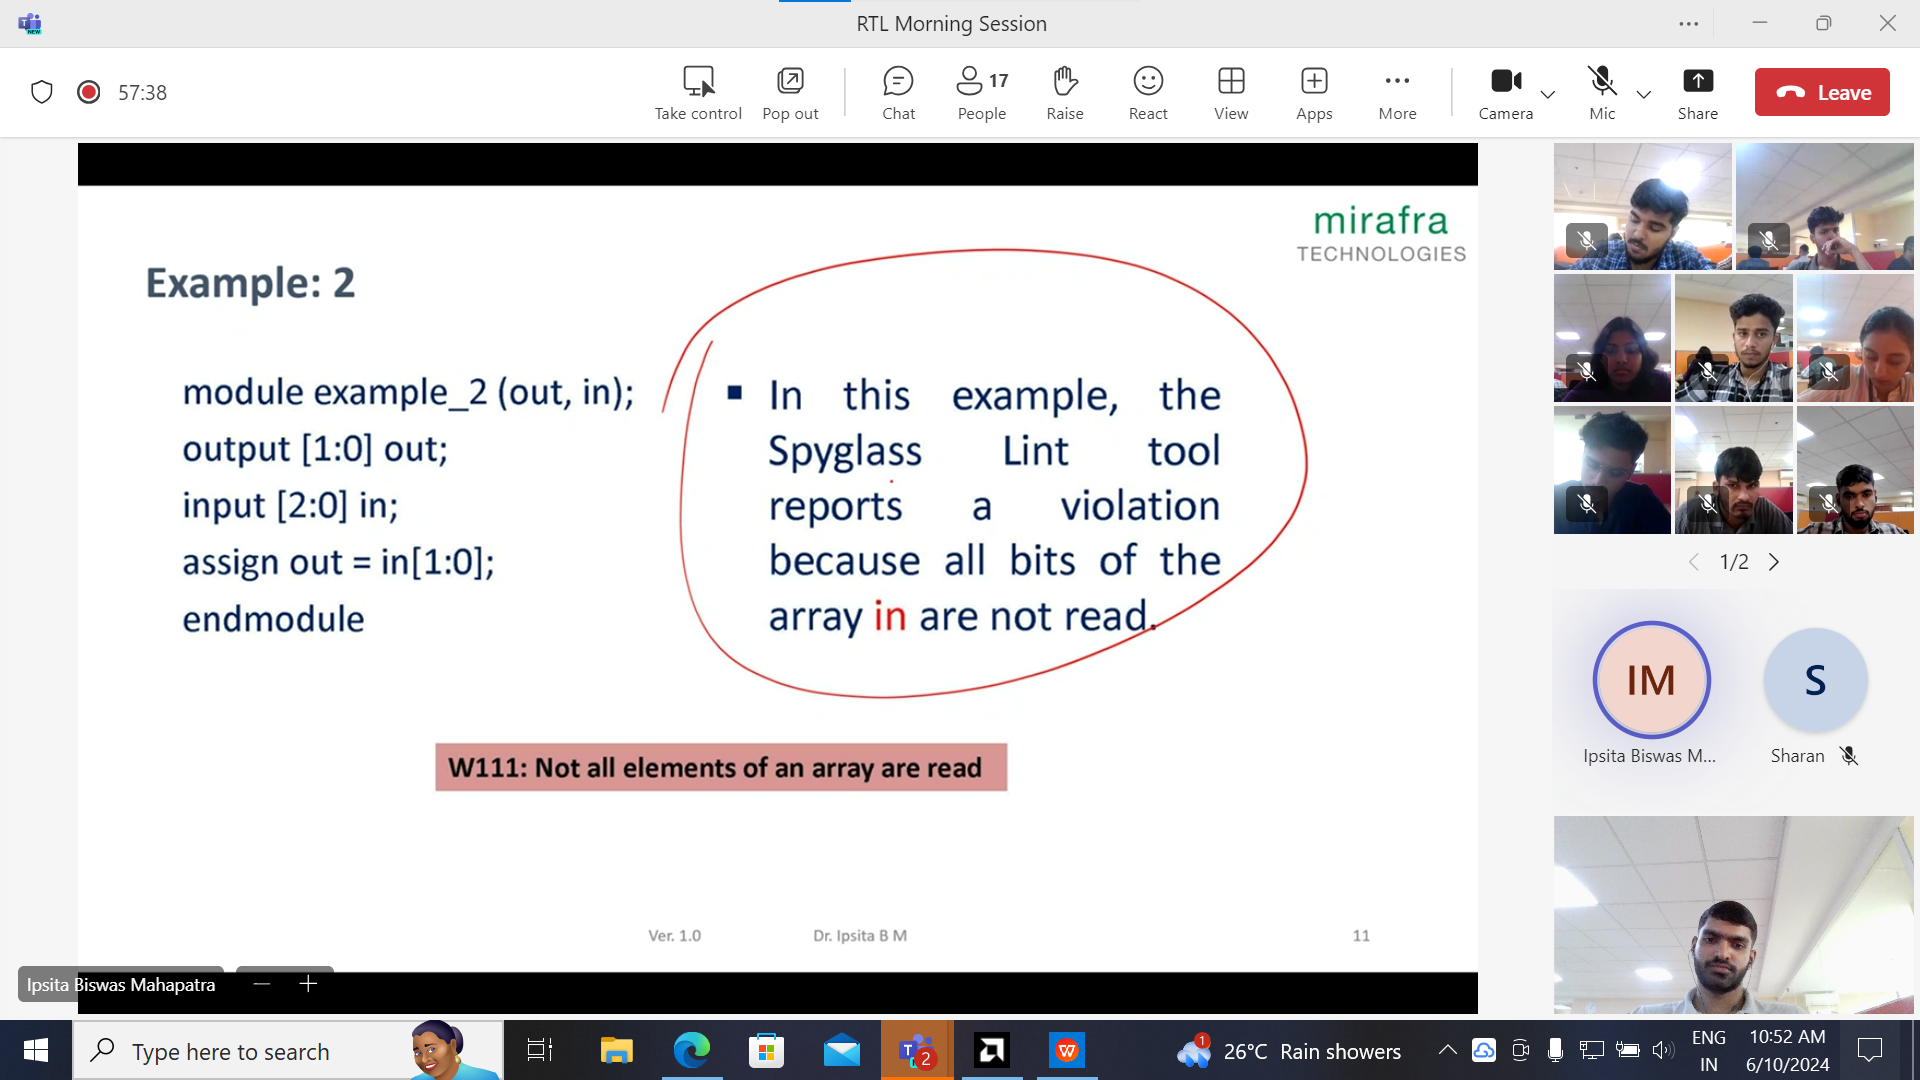 RTL Morning Session
57:38
Take control
Pop out
Chat
17
People
Raise
React
View
Apps
More
Camera
Mic
Share
Leave
mirafra
TECHNOLOGIES
Example: 2
module example_2 (out, in);
output [1:0] out;
input [2:0] in;
assign out = in[1:0];
endmodule
In this example, the
Spyglass Lint tool
reports a violation
because all bits of the
array in are not read.
W111: Not all elements of an array are read
Ver. 1.0
Dr. Ipsita B M
11
Ipsita Biswas Mahapatra
1/2
IM
S
Ipsita Biswas M...
Sharan
Type here to search
2
1
26°C Rain showers
ENG
IN
10:52 AM
6/10/2024